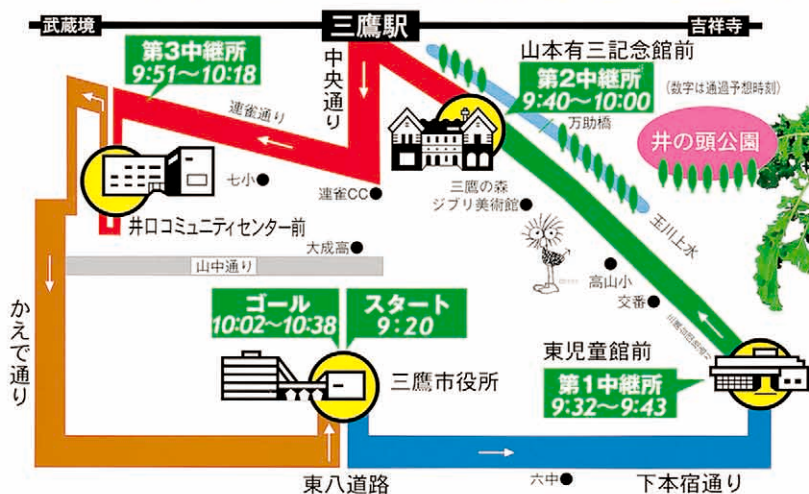 武蔵境
三鷹駅
吉祥寺
第3中継所
9:51〜10:18
中央通り
山本有三記念館前
第2中継所
9:40〜10:00
(数字は通過予想時刻)
連雀通り
万助橋
井の頭公園
七小
連雀CC
三鷹の森
ジブリ美術館
玉川上水
井口コミュニティセンター前
大成高
山中通り
高山小
交番
かえで通り
ゴール
10:02〜10:38
スタート
9:20
三鷹市役所
東児童館前
第1中継所
9:32〜9:43
東八道路
六中
下本宿通り